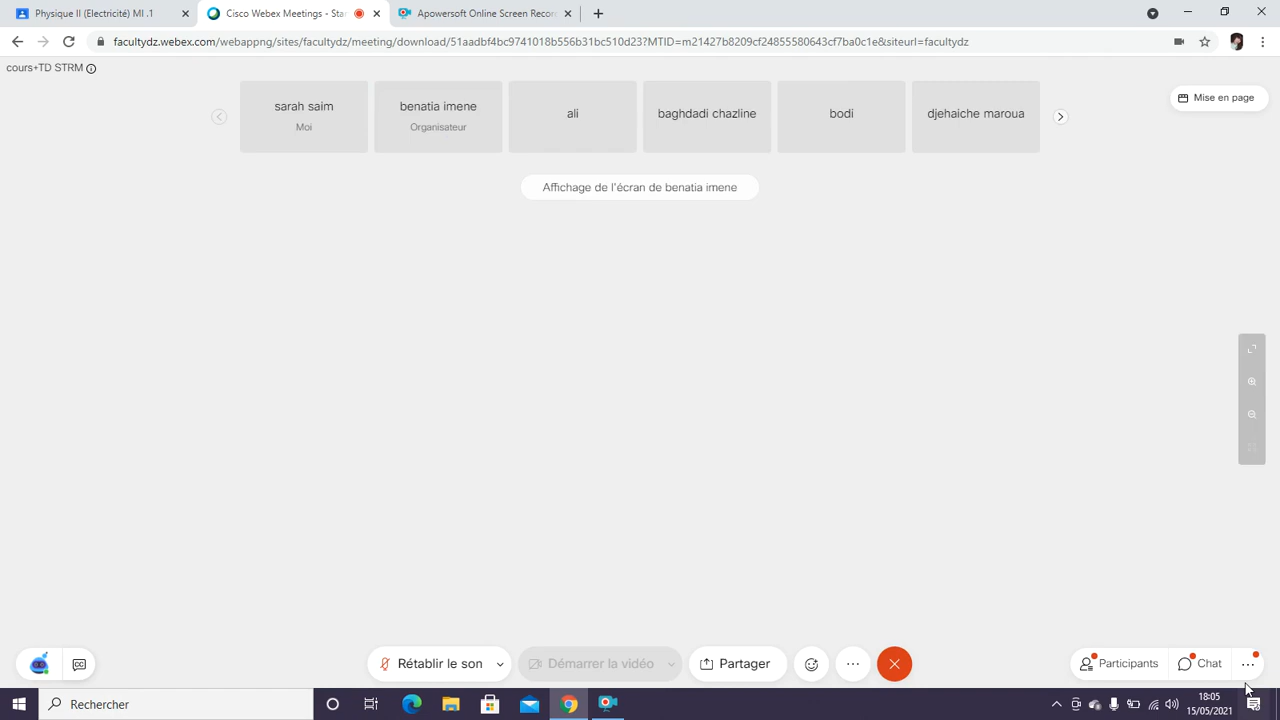 Physique II (Electricité) MI .1
Cisco Webex Meetings - Star
Apowersoft Online Screen Record
facultydz.webex.com/webappng/sites/facultydz/meeting/download/51aadbf4bc9741018b556b31bc510d23?MTID=m21427b8209cf24855580643cf7ba0c1e&siteurl=facultydz
cours+TD STRM
sarah saim
Moi
benatia imene
Organisateur
ali
baghdadi chazline
bodi
djehaiche maroua
Mise en page
Affichage de l'écran de benatia imene
CC
Rétablir le son
Démarrer la vidéo
Partager
Participants
Chat
Rechercher
18:05
15/05/2021